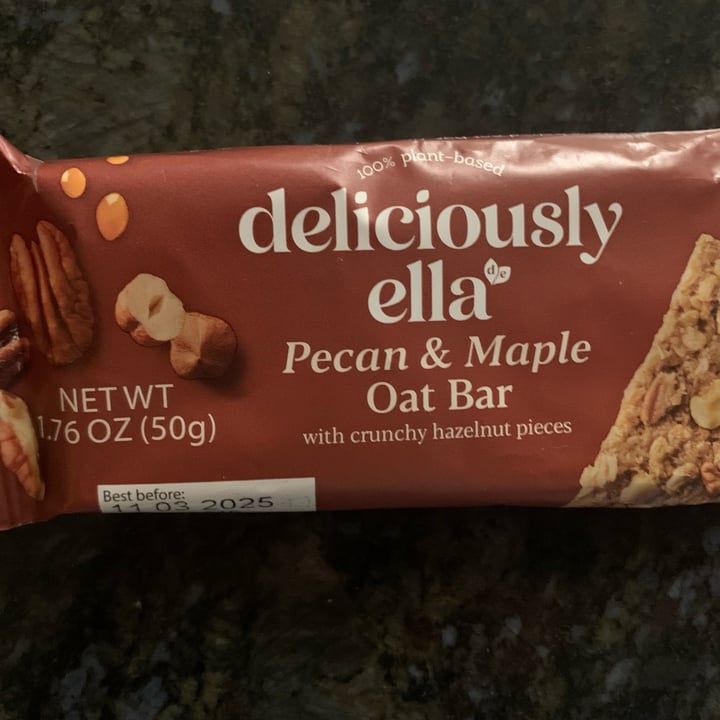 100% plant-based
deliciously
ella
de
Pecan & Maple
Oat Bar
with crunchy hazelnut pieces
NET WT
1.76 OZ (50g)
Best before:
11 03 2025